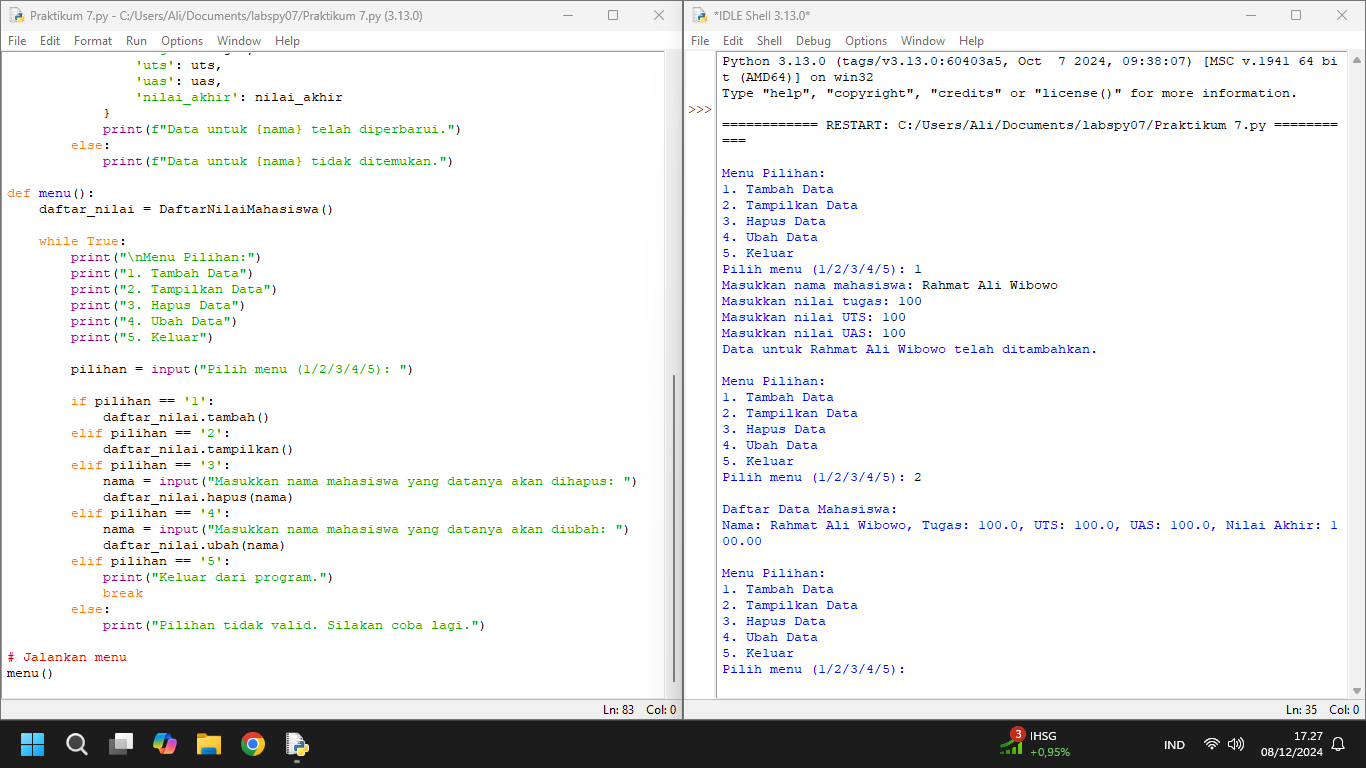 Praktikum 7.py - C:/Users/Ali/Documents/labspy07/Praktikum 7.py (3.13.0)
File Edit Format Run Options Window Help
'uts': uts,
'uas': uas,
'nilai_akhir': nilai_akhir
}
print(f"Data untuk {nama} telah diperbarui.")
else:
print(f"Data untuk {nama} tidak ditemukan.")
def menu():
daftar_nilai = DaftarNilaiMahasiswa()
while True:
print("\nMenu Pilihan:")
print("1. Tambah Data")
print("2. Tampilkan Data")
print("3. Hapus Data")
print("4. Ubah Data")
print("5. Keluar")
pilihan = input("Pilih menu (1/2/3/4/5): ")
if pilihan == '1':
daftar_nilai.tambah()
elif pilihan == '2':
daftar_nilai.tampilkan()
elif pilihan == '3':
nama = input("Masukkan nama mahasiswa yang datanya akan dihapus: ")
daftar_nilai.hapus(nama)
elif pilihan == '4':
nama = input("Masukkan nama mahasiswa yang datanya akan diubah: ")
daftar_nilai.ubah(nama)
elif pilihan == '5':
print("Keluar dari program.")
break
else:
print("Pilihan tidak valid. Silakan coba lagi.")
# Jalankan menu
menu()
Ln: 83 Col: 0
*IDLE Shell 3.13.0*
File Edit Shell Debug Options Window Help
Python 3.13.0 (tags/v3.13.0:60403a5, Oct  7 2024, 09:38:07) [MSC v.1941 64 bi
t (AMD64)] on win32
Type "help", "copyright", "credits" or "license()" for more information.
>>>
============ RESTART: C:/Users/Ali/Documents/labspy07/Praktikum 7.py ========
===
Menu Pilihan:
1. Tambah Data
2. Tampilkan Data
3. Hapus Data
4. Ubah Data
5. Keluar
Pilih menu (1/2/3/4/5): 1
Masukkan nama mahasiswa: Rahmat Ali Wibowo
Masukkan nilai tugas: 100
Masukkan nilai UTS: 100
Masukkan nilai UAS: 100
Data untuk Rahmat Ali Wibowo telah ditambahkan.
Menu Pilihan:
1. Tambah Data
2. Tampilkan Data
3. Hapus Data
4. Ubah Data
5. Keluar
Pilih menu (1/2/3/4/5): 2
Daftar Data Mahasiswa:
Nama: Rahmat Ali Wibowo, Tugas: 100.0, UTS: 100.0, UAS: 100.0, Nilai Akhir: 1
00.00
Menu Pilihan:
1. Tambah Data
2. Tampilkan Data
3. Hapus Data
4. Ubah Data
5. Keluar
Pilih menu (1/2/3/4/5):
Ln: 35 Col: 0
3
IHSG
+0,95%
IND
17.27
08/12/2024